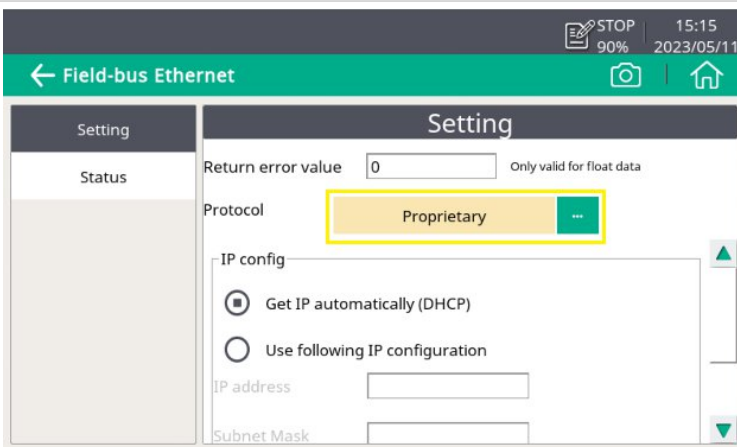 STOP 15:15
90% 2023/05/11
Field-bus Ethernet
Setting
Status
Setting
Return error value 0 Only valid for float data
Protocol Proprietary ...
IP config
Get IP automatically (DHCP)
Use following IP configuration
IP address
Subnet Mask